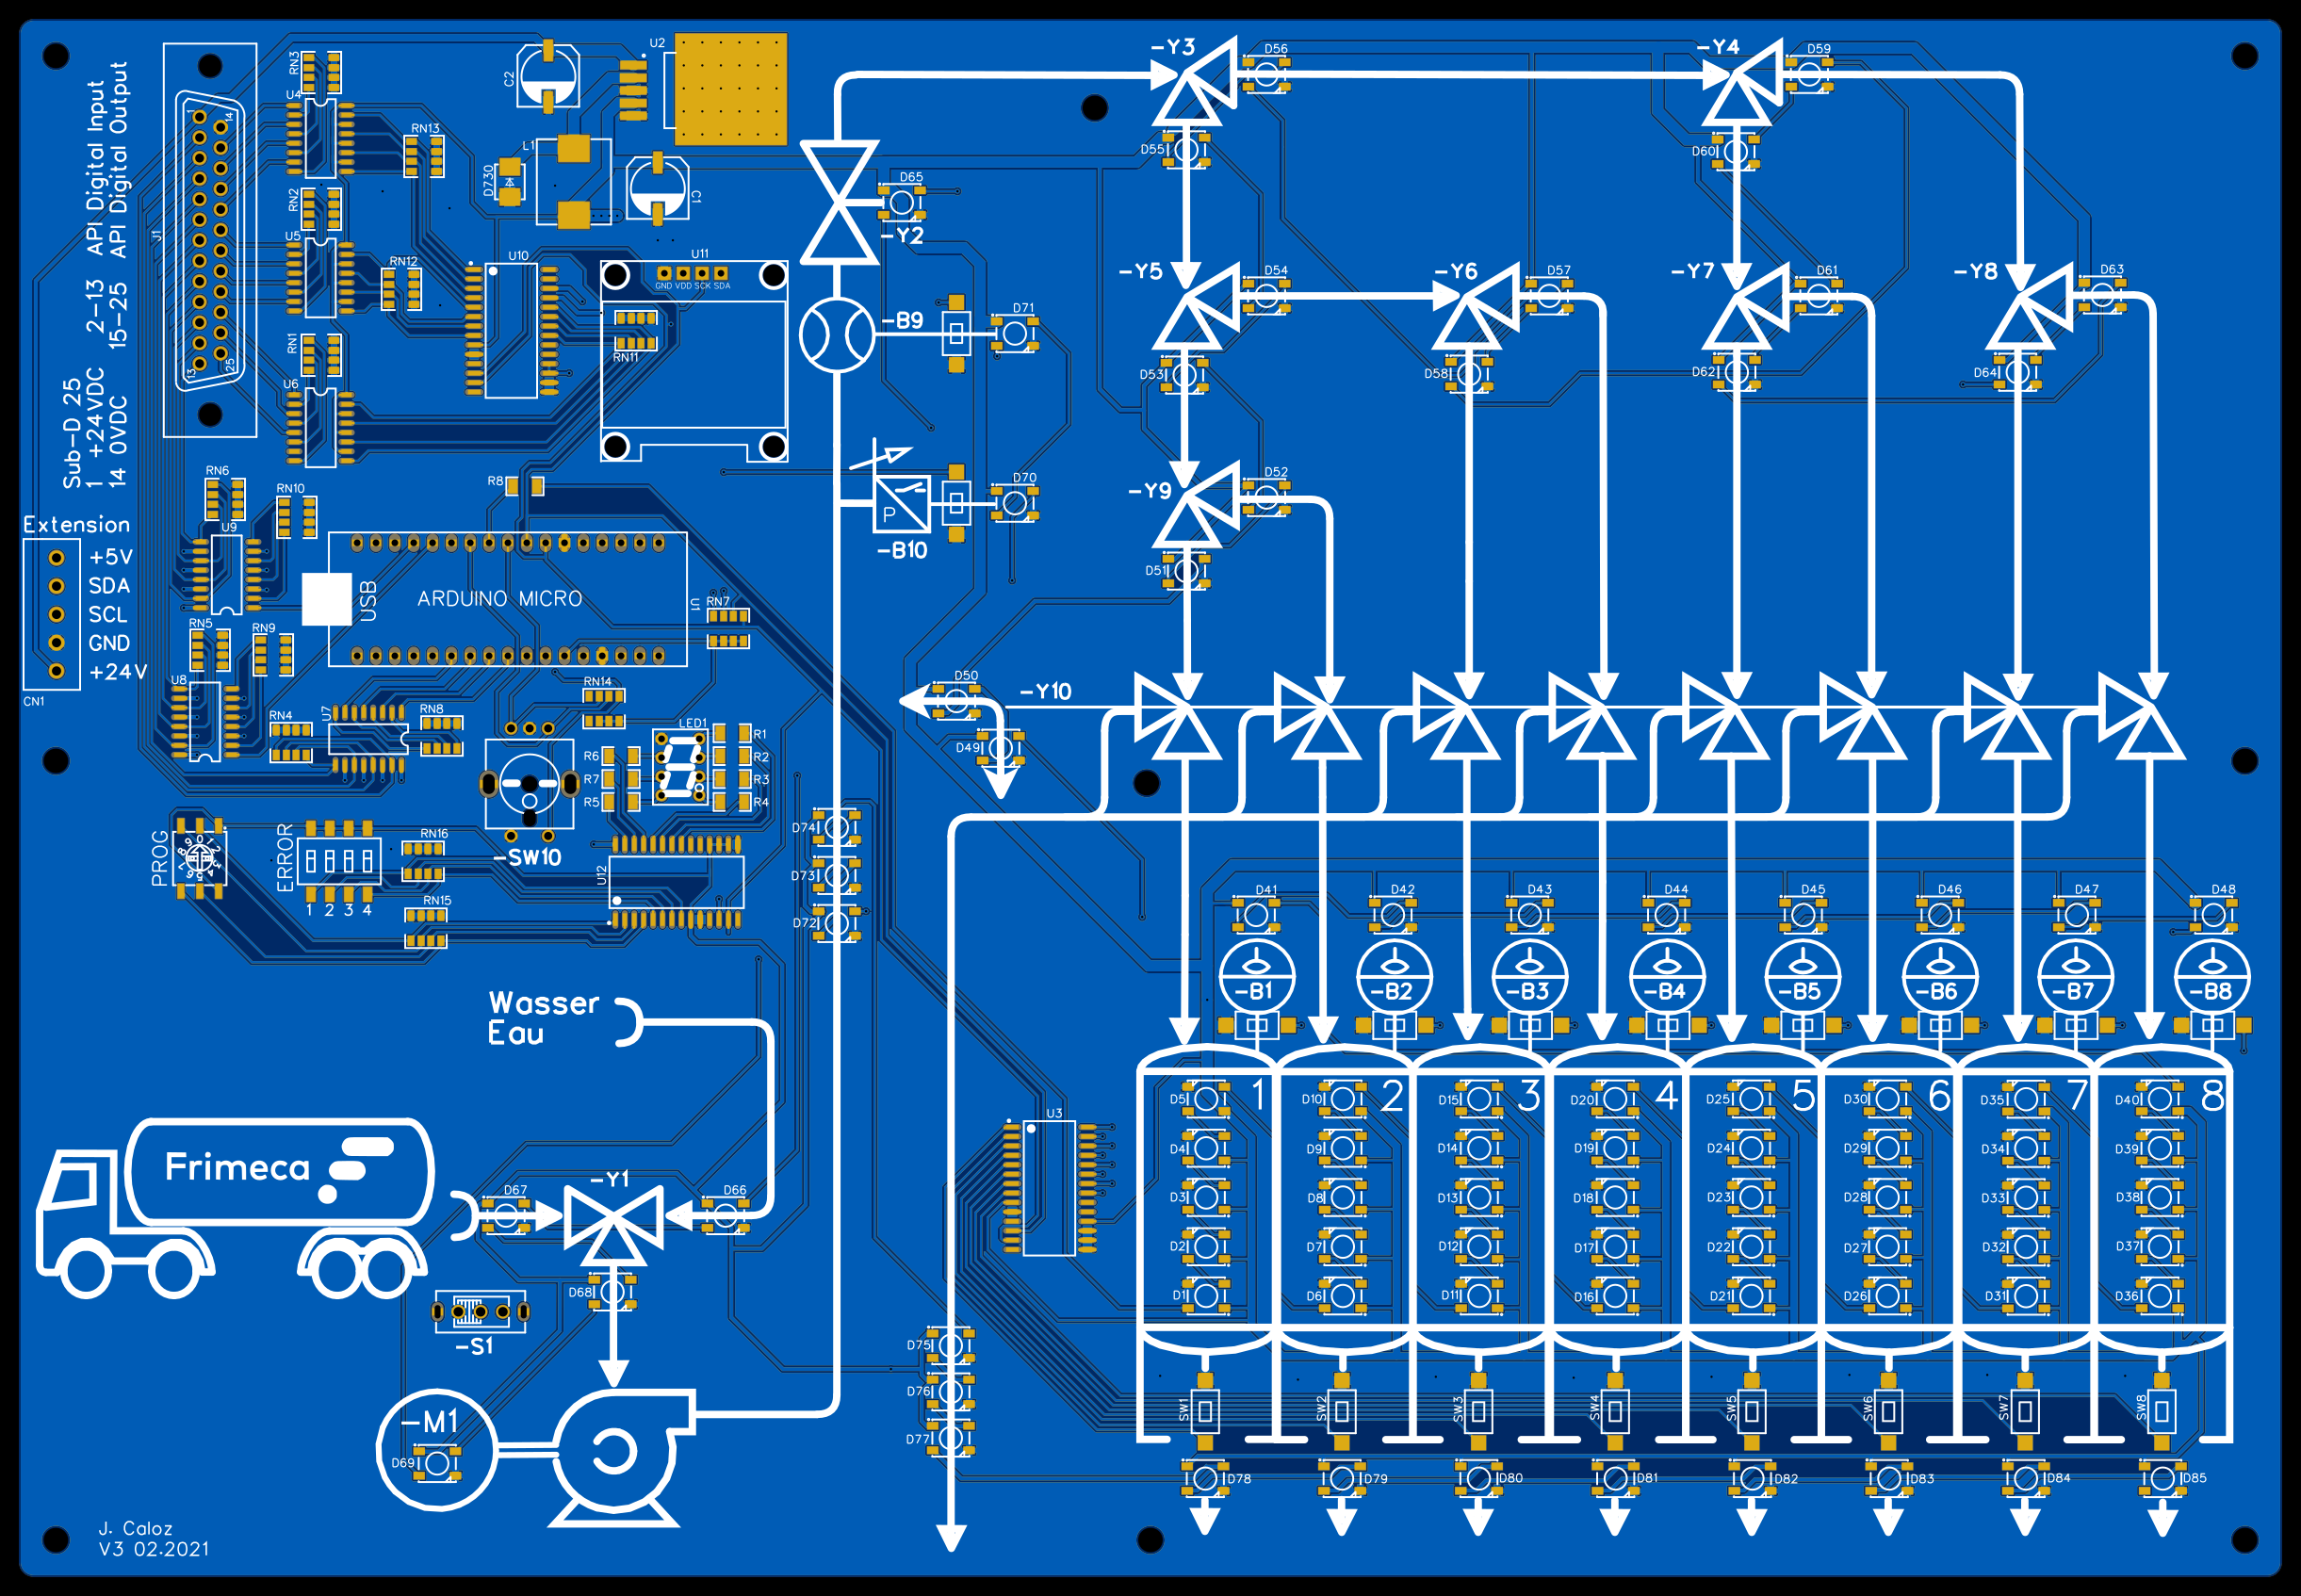 Sub-D 25
1 +24VDC 2-13 API Digital Input
14 0VDC 15-25 API Digital Output
J1
1
14
13
25
RN3
U4
RN13
RN2
U5
RN12
RN1
U6
C2
U2
L1
D730
C1
U10
U11
GND VDD SCK SDA
RN11
D65
-Y2
-B9
D71
D70
P
-B10
-Y3
D56
D55
-Y4
D59
D60
-Y5
D54
D53
-Y6
D57
D58
-Y7
D61
D62
-Y8
D63
D64
-Y9
D52
D51
Extension
+5V
SDA
SCL
GND
+24V
CN1
RN6
RN10
U9
R8
RN5
RN9
U8
USB
ARDUINO MICRO
U1
RN7
RN14
RN4
U7
RN8
LED1
R1
R2
R3
R4
R6
R7
R5
D50
-Y10
D49
-SW10
PROG
ERROR
1 2 3 4
RN16
RN15
U12
D74
D73
D72
D41
D42
D43
D44
D45
D46
D47
D48
-B1
-B2
-B3
-B4
-B5
-B6
-B7
-B8
Wasser
Eau
Frimeca
-Y1
D67
D66
D68
-S1
-M1
D69
U3
1 2 3 4 5 6 7 8
D5 D10 D15 D20 D25 D30 D35 D40
D4 D9 D14 D19 D24 D29 D34 D39
D3 D8 D13 D18 D23 D28 D33 D38
D2 D7 D12 D17 D22 D27 D32 D37
D1 D6 D11 D16 D21 D26 D31 D36
D75
D76
D77
SW1 SW2 SW3 SW4 SW5 SW6 SW7 SW8
D78 D79 D80 D81 D82 D83 D84 D85
J. Caloz
V3 02.2021